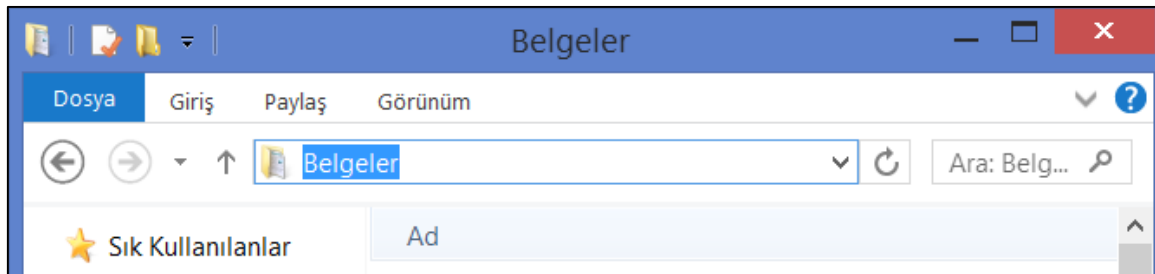 Belgeler
Dosya Giriş Paylaş Görünüm
Belgeler Ara: Belg...
Sık Kullanılanlar Ad